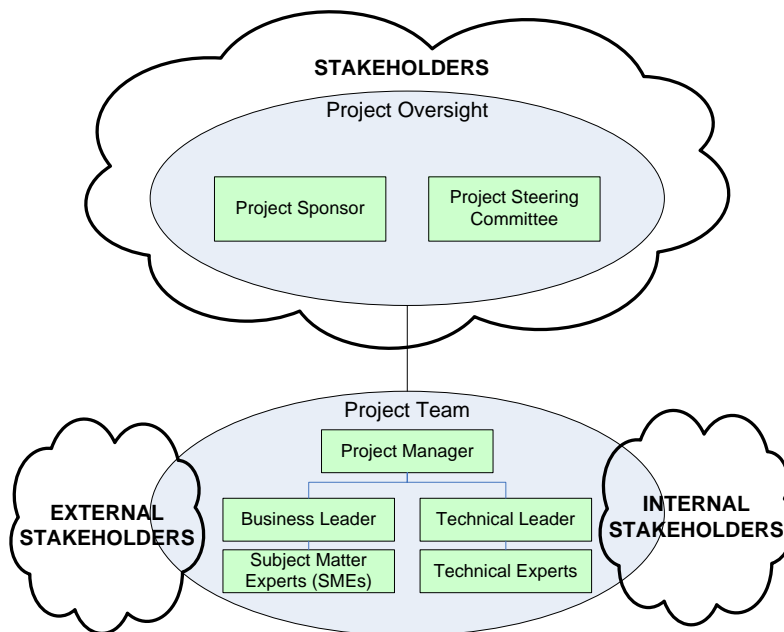 STAKEHOLDERS
Project Oversight
Project Sponsor
Project Steering
Committee
Project Team
Project Manager
EXTERNAL
STAKEHOLDERS
Business Leader
Technical Leader
INTERNAL
STAKEHOLDERS
Subject Matter
Experts (SMEs)
Technical Experts